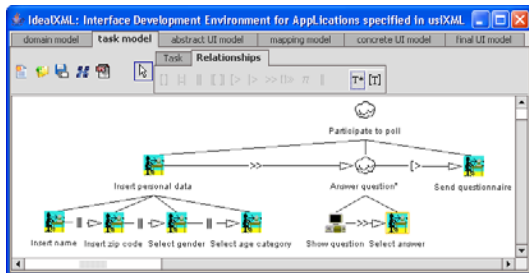 IdealXML: Interface Development Environment for AppLications specified in usiXML
domain model task model abstract UI model mapping model concrete UI model final UI model
Task Relationships
[] |=| || [[]] [> |> >> []> π || T* [T]
Participate to poll
>> [>
Insert personal data Answer question* Send questionnaire
|| || || >>
Insert name Insert zip code Select gender Select age category Show question Select answer